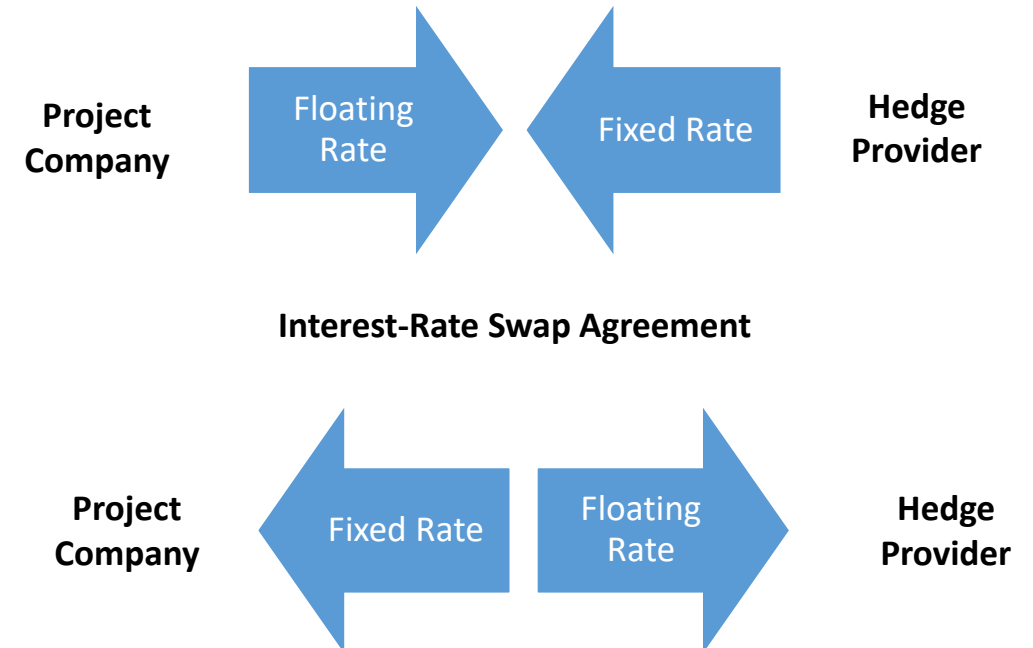 Project
Company
Floating
Rate
Fixed Rate
Hedge
Provider
Interest-Rate Swap Agreement
Project
Company
Fixed Rate
Floating
Rate
Hedge
Provider